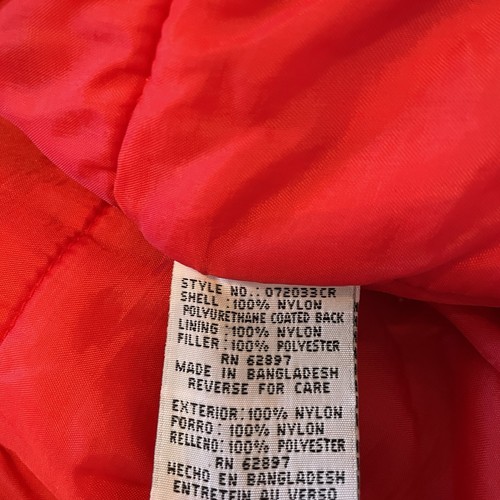 STYLE NO.: 072033CR
SHELL :100% NYLON
POLYURETHANE COATED BACK
LINING :100% NYLON
FILLER: 100% POLYESTER
RN 62897
MADE IN BANGLADESH
REVERSE FOR CARE
EXTERIOR:100% NYLON
FORRO: 100% NYLON
RELLENO:100% POLYESTER
RN 62897
HECHO EN BANGLADESH
ENTRETEIN AU VERSO